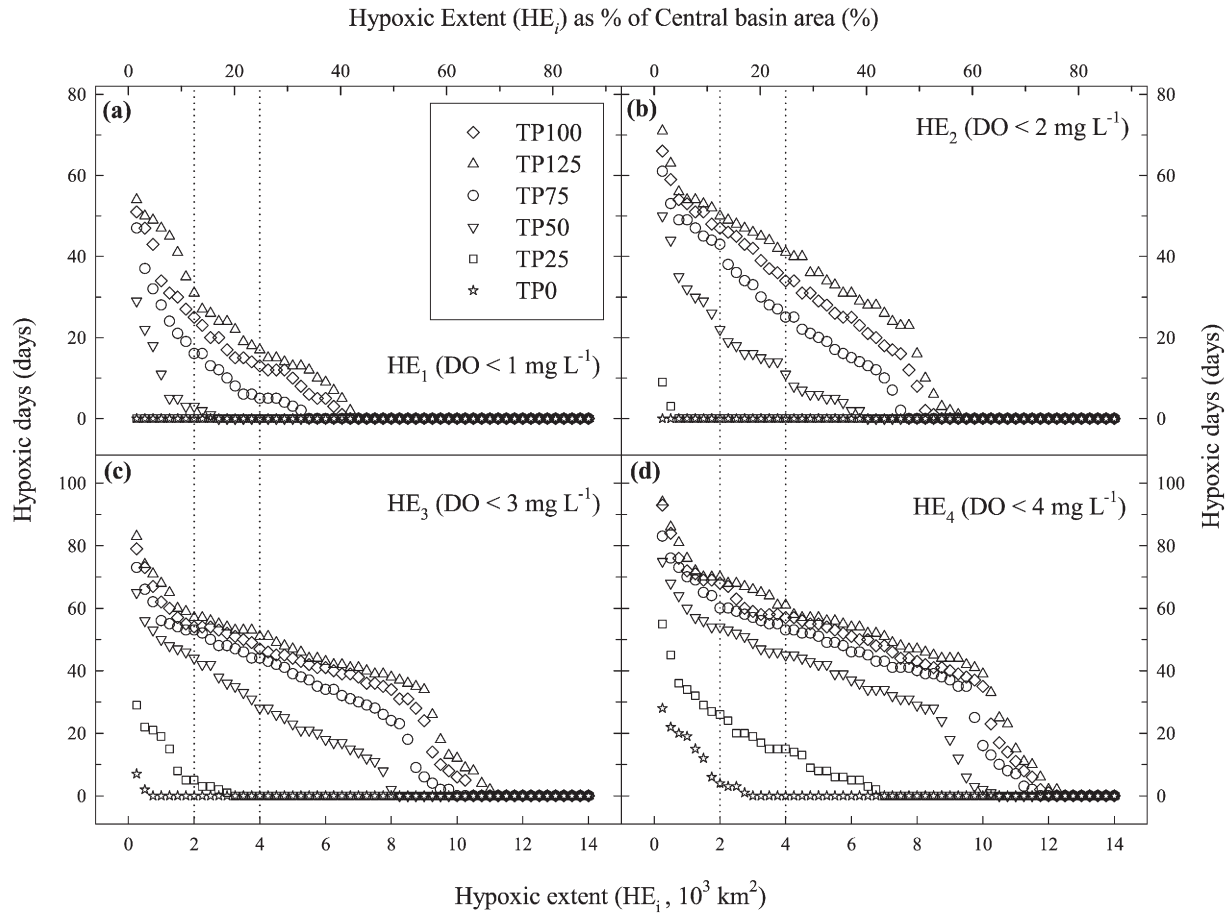 Hypoxic Extent (HEi) as % of Central basin area (%)
0 20 40 60 80
0 20 40 60 80
(a)
TP100
TP125
TP75
TP50
TP25
TP0
HE1 (DO < 1 mg L-1)
80
60
40
20
0
(b)
HE2 (DO < 2 mg L-1)
80
60
40
20
0
Hypoxic days (days)
Hypoxic days (days)
(c)
HE3 (DO < 3 mg L-1)
100
80
60
40
20
0
(d)
HE4 (DO < 4 mg L-1)
100
80
60
40
20
0
0 2 4 6 8 10 12 14
0 2 4 6 8 10 12 14
Hypoxic extent (HEi, 10^3 km^2)